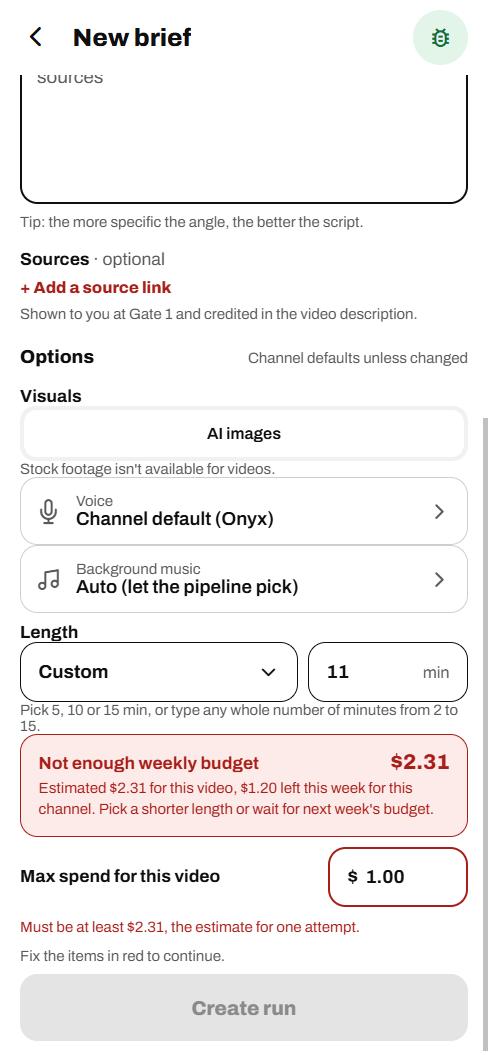 New brief
sources
Tip: the more specific the angle, the better the script.
Sources · optional
+ Add a source link
Shown to you at Gate 1 and credited in the video description.
Options
Channel defaults unless changed
Visuals
AI images
Stock footage isn't available for videos.
Voice
Channel default (Onyx)
Background music
Auto (let the pipeline pick)
Length
Custom
11 min
Pick 5, 10 or 15 min, or type any whole number of minutes from 2 to
15.
Not enough weekly budget
$2.31
Estimated $2.31 for this video, $1.20 left this week for this
channel. Pick a shorter length or wait for next week's budget.
Max spend for this video
$ 1.00
Must be at least $2.31, the estimate for one attempt.
Fix the items in red to continue.
Create run